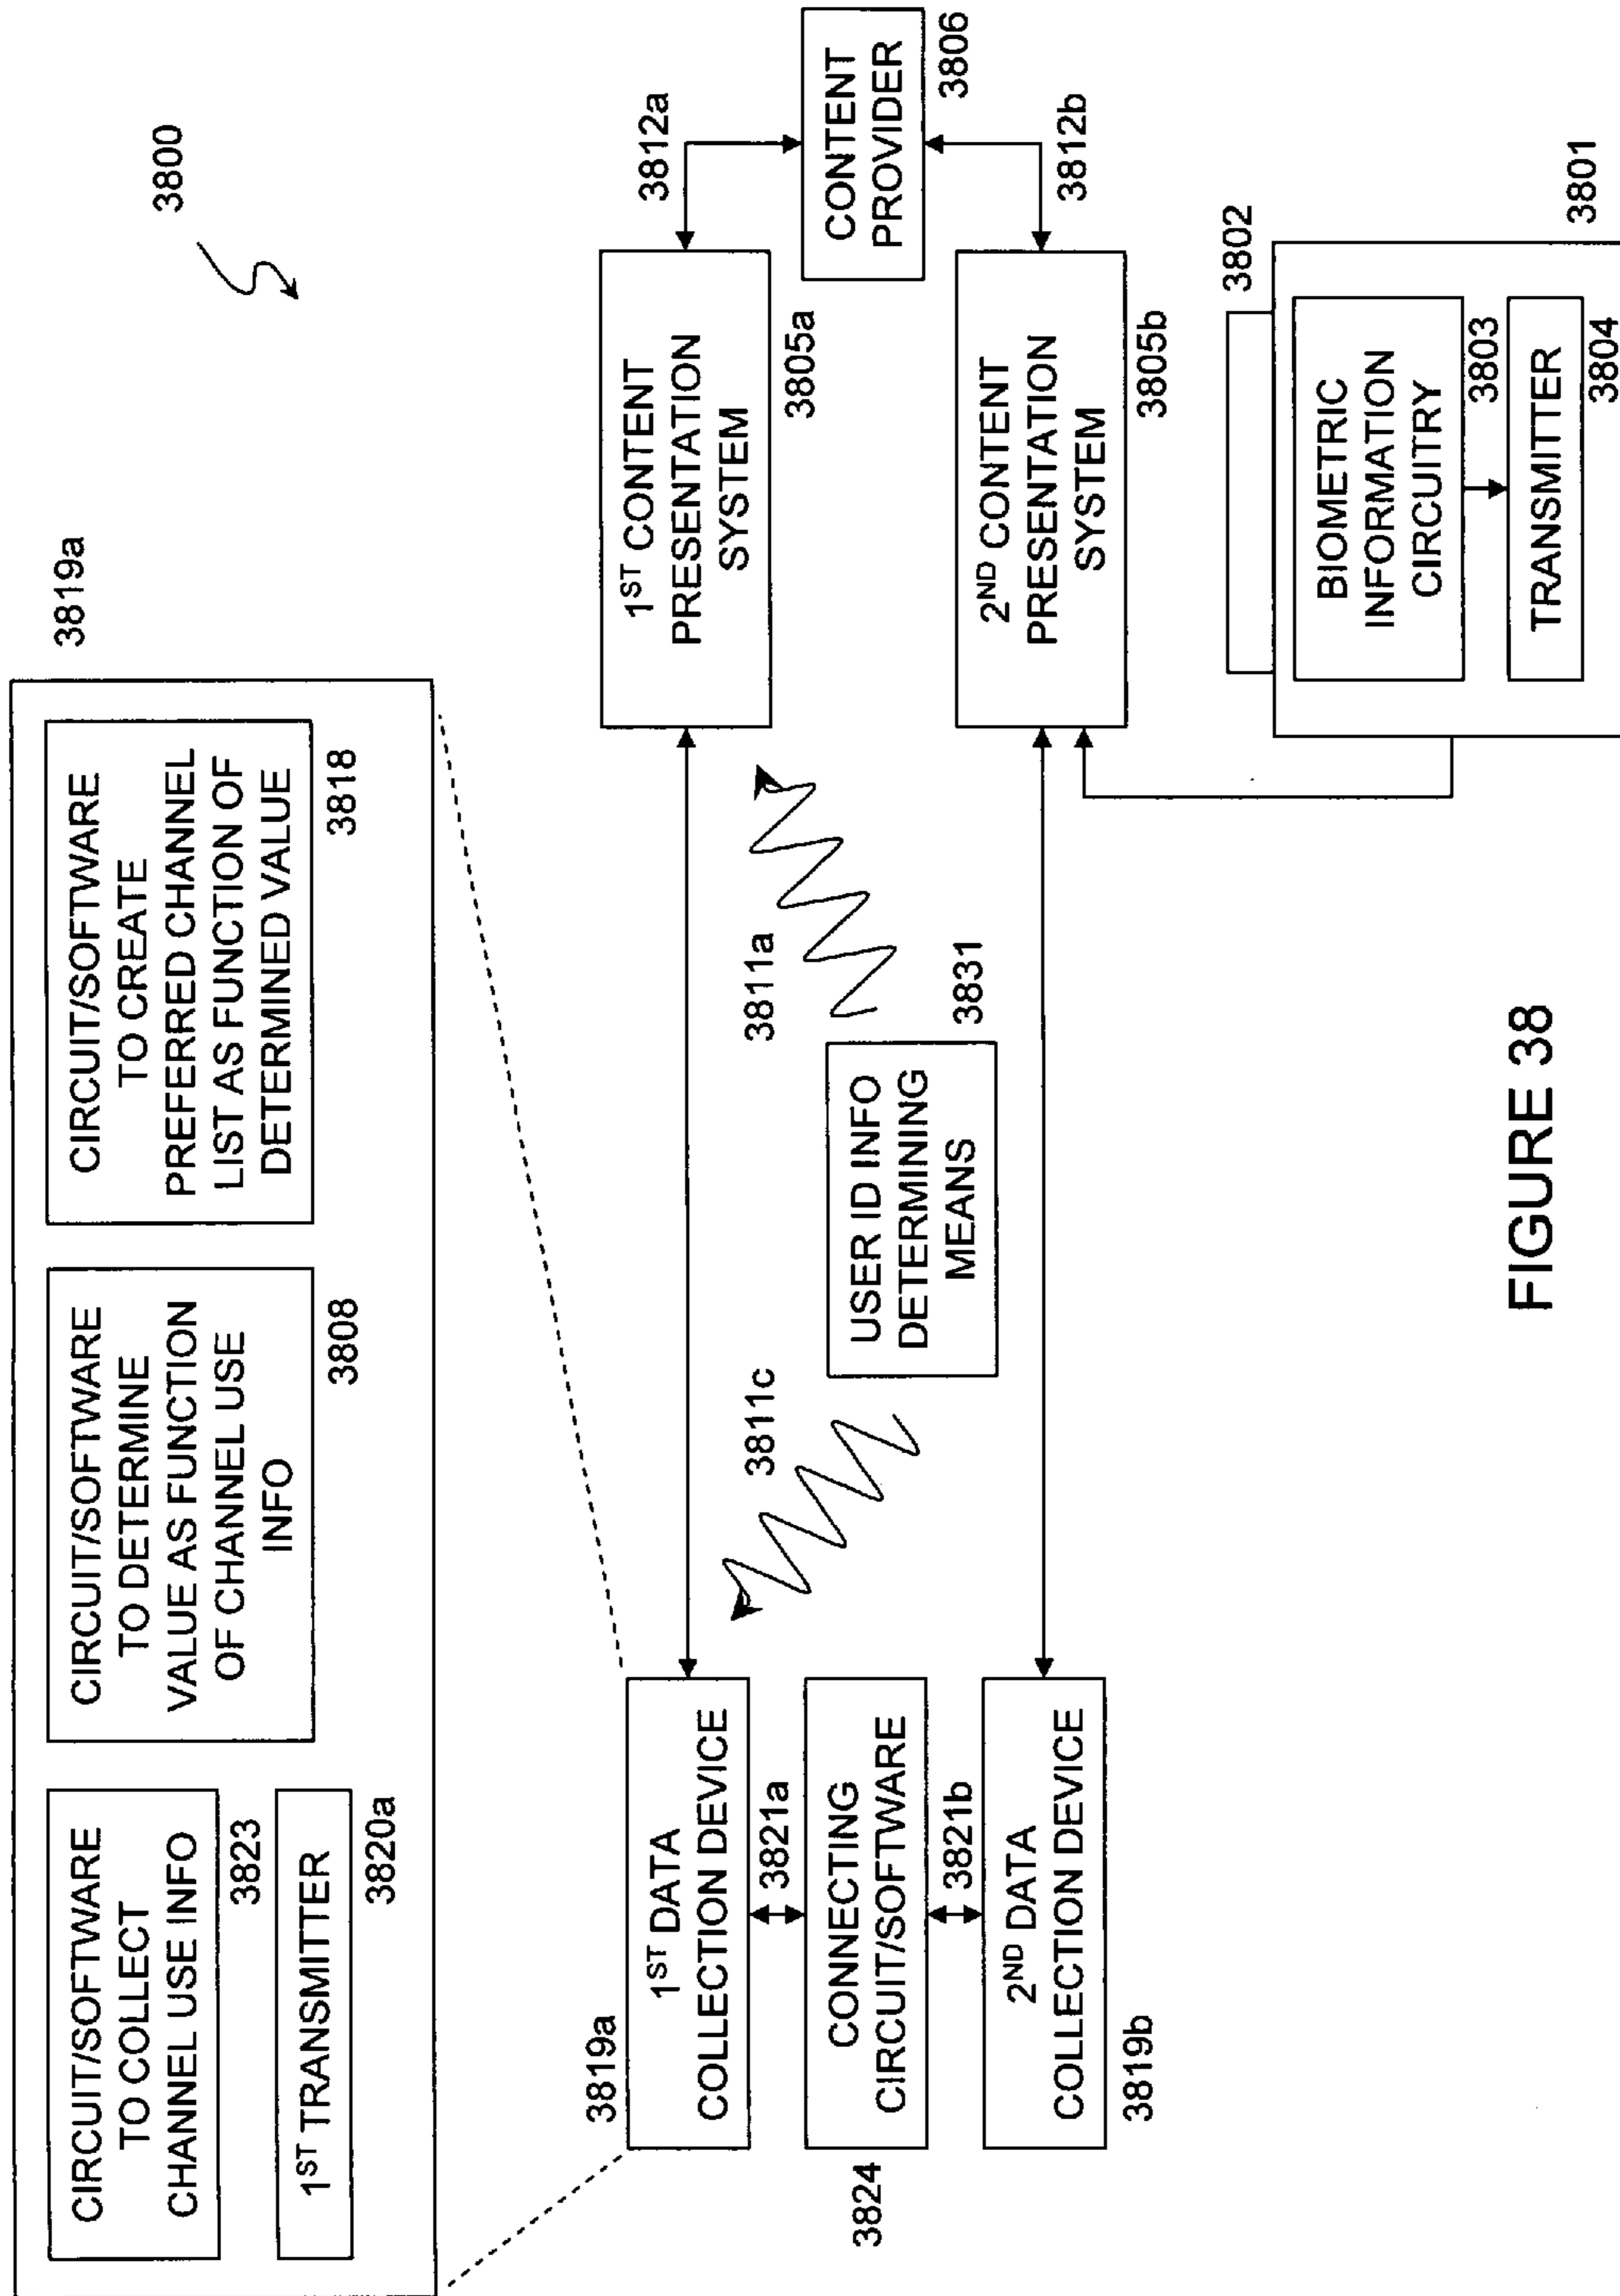 3819a
3800
CIRCUIT/SOFTWARE
TO COLLECT
CHANNEL USE INFO
3823
1ST TRANSMITTER
3820a
CIRCUIT/SOFTWARE
TO DETERMINE
VALUE AS FUNCTION
OF CHANNEL USE
INFO
3808
CIRCUIT/SOFTWARE
TO CREATE
PREFERRED CHANNEL
LIST AS FUNCTION OF
DETERMINED VALUE
3818
3819a
1ST DATA
COLLECTION DEVICE
3821a
3824
CONNECTING
CIRCUIT/SOFTWARE
3821b
2ND DATA
COLLECTION DEVICE
3819b
3811c
3811a
USER ID INFO
DETERMINING
MEANS
3831
1ST CONTENT
PRESENTATION
SYSTEM
3805a
3812a
CONTENT
PROVIDER
3806
3812b
2ND CONTENT
PRESENTATION
SYSTEM
3805b
3802
BIOMETRIC
INFORMATION
CIRCUITRY
3803
TRANSMITTER
3804
3801
FIGURE 38